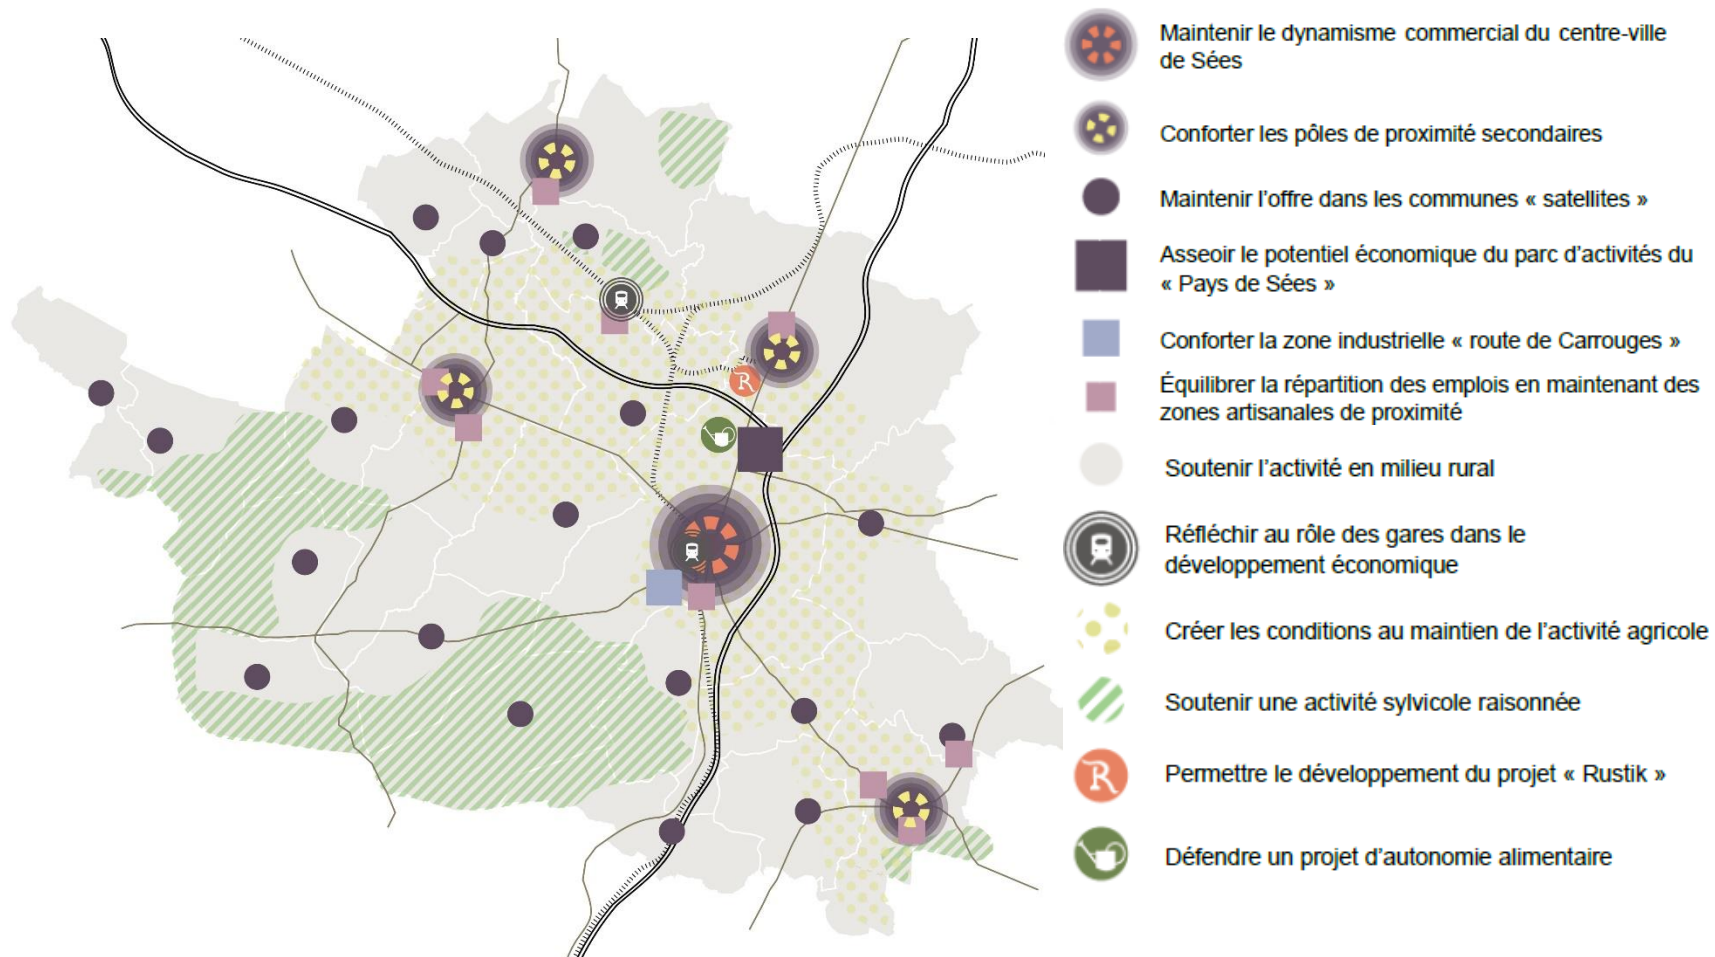 Maintenir le dynamisme commercial du centre-ville
de Sées
Conforter les pôles de proximité secondaires
Maintenir l'offre dans les communes « satellites »
Asseoir le potentiel économique du parc d'activités du
« Pays de Sées »
Conforter la zone industrielle « route de Carrouges »
Équilibrer la répartition des emplois en maintenant des
zones artisanales de proximité
Soutenir l'activité en milieu rural
Réfléchir au rôle des gares dans le
développement économique
Créer les conditions au maintien de l'activité agricole
Soutenir une activité sylvicole raisonnée
R
R
Permettre le développement du projet « Rustik »
Défendre un projet d'autonomie alimentaire